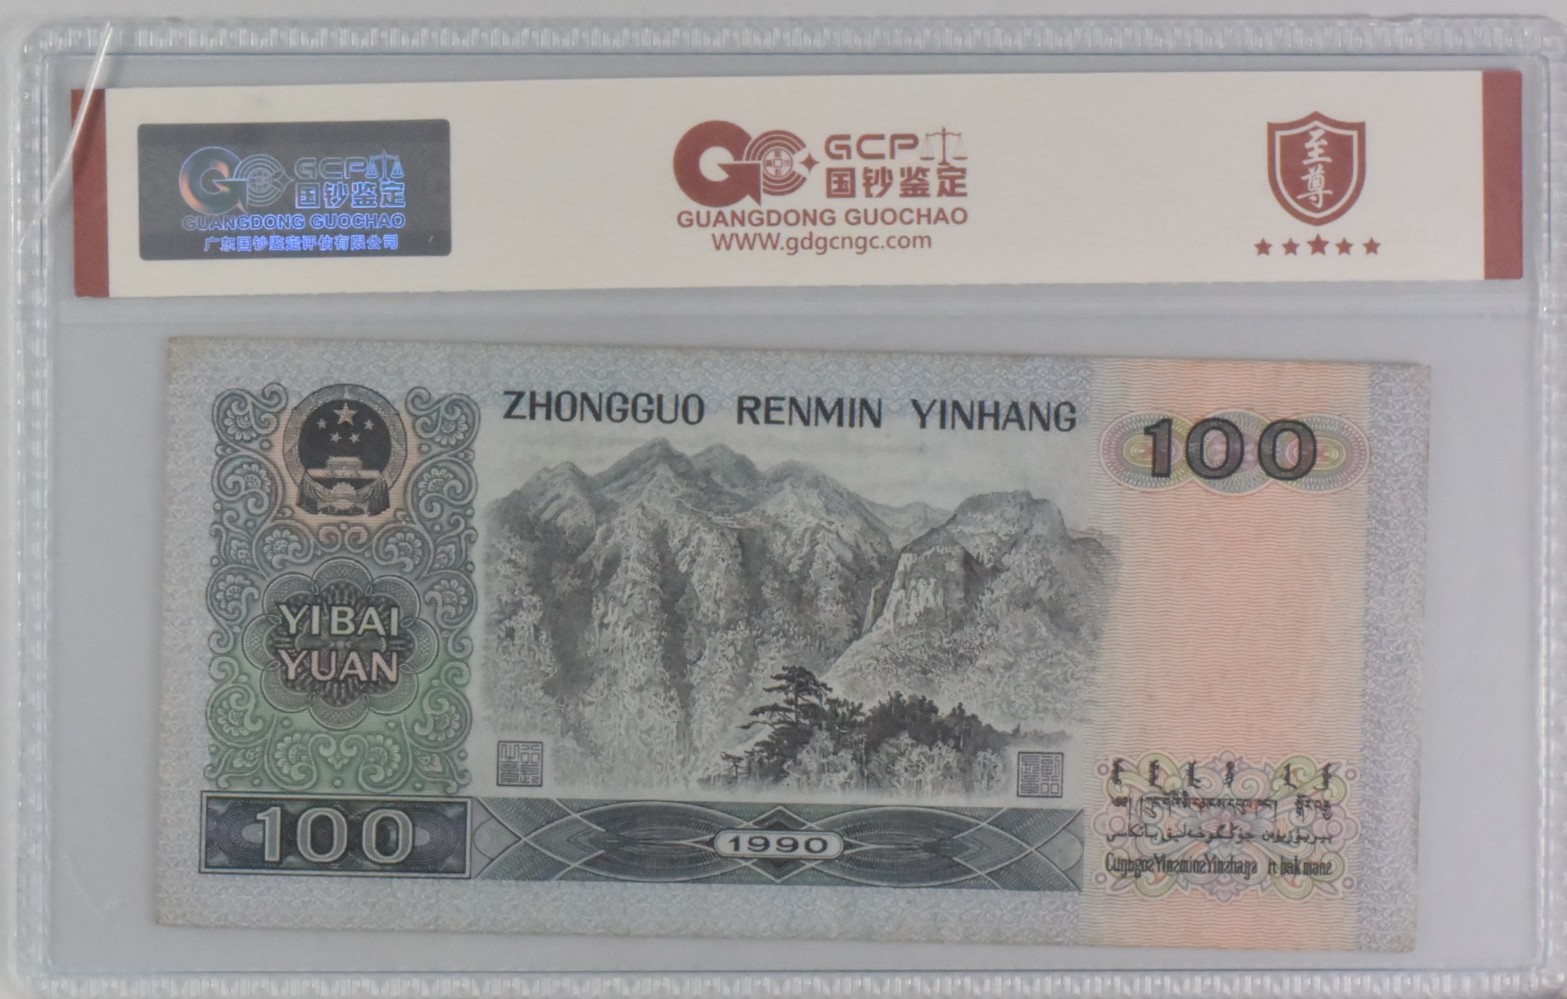 GCP
国钞鉴定
GUANGDONG GUOCHAO
广东国钞鉴定评估有限公司
GCP
国钞鉴定
GUANGDONG GUOCHAO
WWW.gdgcngc.com
至尊
ZHONGGUO RENMIN YINHANG
100
YI BAI
YUAN
100
1990